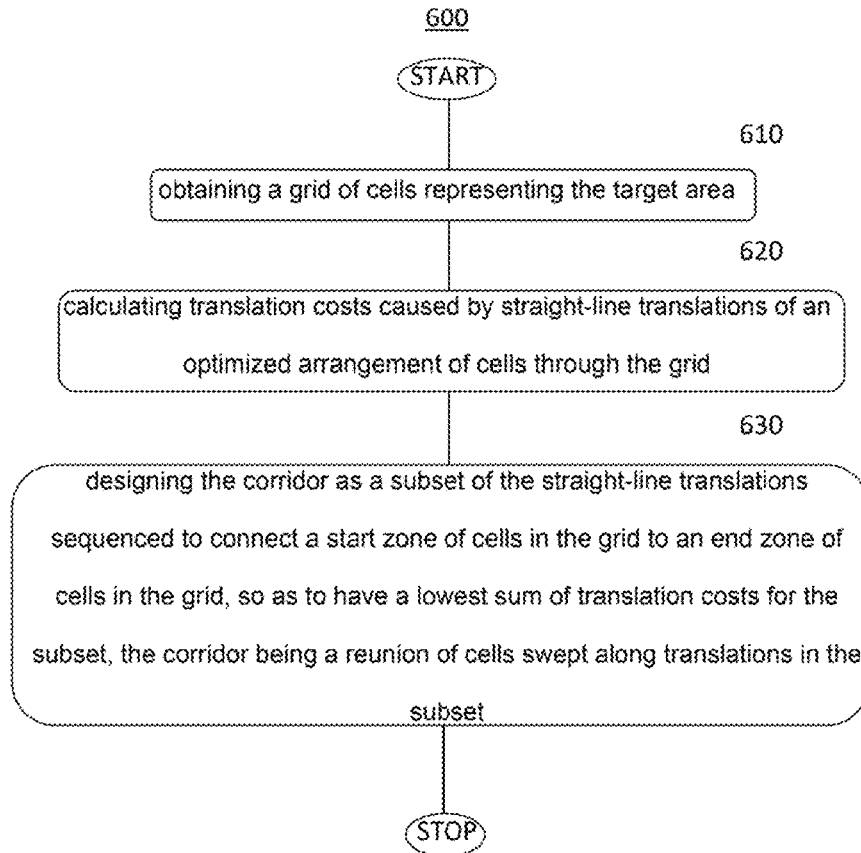 600
START
610
obtaining a grid of cells representing the target area
620
calculating translation costs caused by straight-line translations of an
optimized arrangement of cells through the grid
630
designing the corridor as a subset of the straight-line translations
sequenced to connect a start zone of cells in the grid to an end zone of
cells in the grid, so as to have a lowest sum of translation costs for the
subset, the corridor being a reunion of cells swept along translations in the
subset
STOP